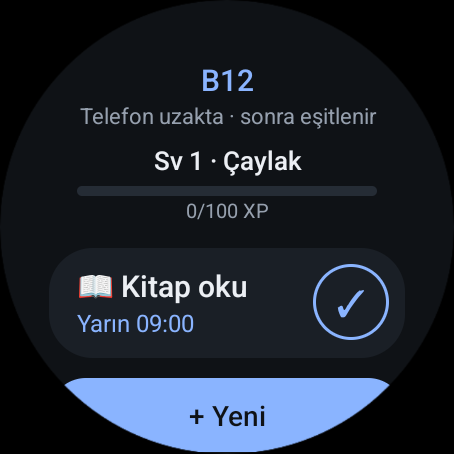 B12
Telefon uzakta · sonra eşitlenir
Sv 1 · Çaylak
0/100 XP
📖 Kitap oku
✓
Yarın 09:00
+ Yeni